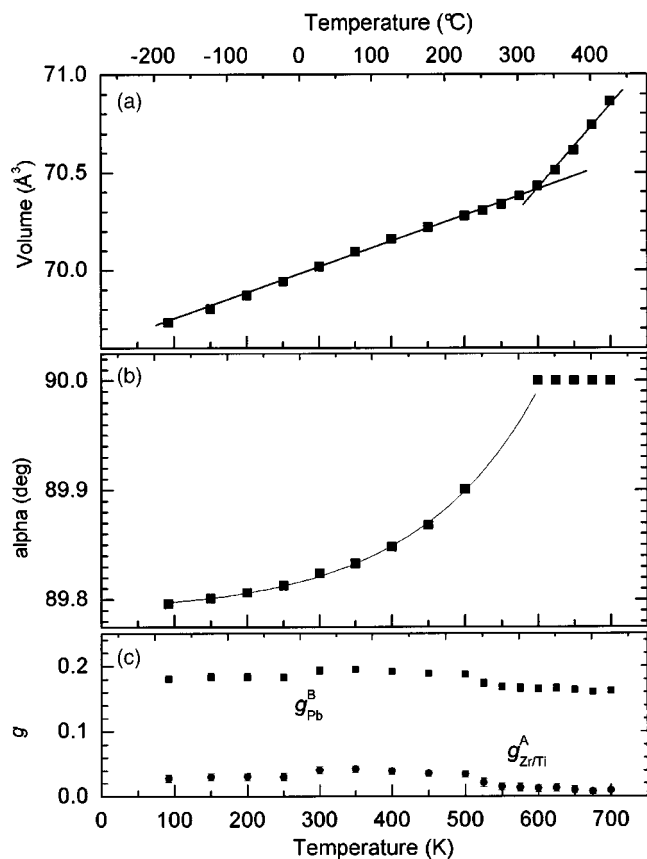 Temperature (°C)
-200 -100 0 100 200 300 400
71.0
(a)
70.5
70.0
Volume (Å³)
90.0
(b)
89.9
89.8
alpha (deg)
0.2
(c)
0.1
0.0
g
g^B_Pb
g^A_Zr/Ti
0 100 200 300 400 500 600 700
Temperature (K)